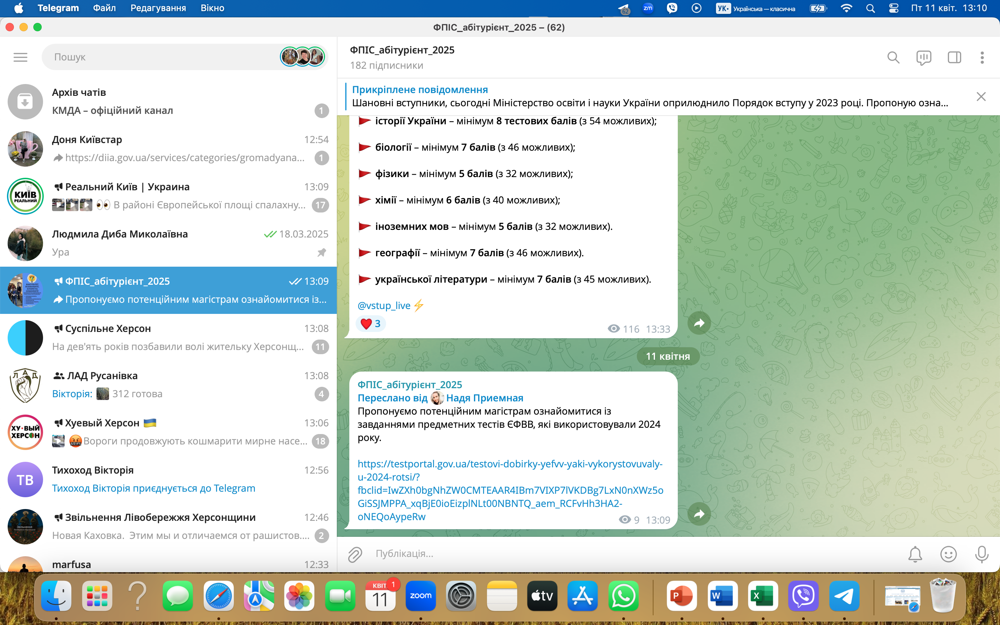 Telegram Файл Редагування Вікно
62 zm УК• Українська — класична Пт 11 квіт. 13:10
ФПІС_абітурієнт_2025 – (62)
Пошук
Архів чатів
КМДА – офіційний канал 1
Доня Київстар 12:54
https://diia.gov.ua/services/categories/gromadyana... 1
КИЇВ РЕАЛЬНИЙ
Реальний Київ | Украина 13:09
В районі Європейської площі спалахну... 17
Людмила Диба Миколаївна 18.03.2025
Ура
ФПІС_абітурієнт_2025 13:09
Пропонуємо потенційним магістрам ознайомитися із...
Суспільне Херсон 13:08
На дев'ять років позбавили волі жительку Херсонщ... 11
ЛАД
ЛАД Русанівка 13:08
Вікторія: 312 готова 4
ХУ•ВЫЙ ХЕРСОН
Хуевый Херсон 13:06
Вороги продовжують кошмарити мирне насе... 18
ТВ
Тихоход Вікторія 12:56
Тихоход Вікторія приєднується до Telegram
Звільнення Лівобережжя Херсонщини 12:46
Новая Каховка. Этим мы и отличаемся от рашистов.... 2
marfusa 12:33
ФПІС_абітурієнт_2025
182 підписники
Прикріплене повідомлення
Шановні вступники, сьогодні Міністерство освіти і науки України оприлюднило Порядок вступу у 2023 році. Пропоную озна...
історії України – мінімум 8 тестових балів (з 54 можливих);
біології – мінімум 7 балів (з 46 можливих);
фізики – мінімум 5 балів (з 32 можливих);
хімії – мінімум 6 балів (з 40 можливих);
іноземних мов – мінімум 5 балів (з 32 можливих).
географії – мінімум 7 балів (з 46 можливих).
української літератури – мінімум 7 балів (з 45 можливих).
@vstup_live
3 116 13:33
11 квітня
ФПІС_абітурієнт_2025
Переслано від Надя Приемная
Пропонуємо потенційним магістрам ознайомитися із
завданнями предметних тестів ЄФВВ, які використовували 2024
року.
https://testportal.gov.ua/testovi-dobirky-yefvv-yaki-vykorystovuvaly-
u-2024-rotsi/?
fbclid=IwZXh0bgNhZW0CMTEAAR4IBm7VIXP7lVKDBg7LxN0nXWz5o
GiSSJMPPA_xqBjE0ioEizplNLt00NBNTQ_aem_RCFvHh3HA2-
oNEQoAypeRw
9 13:09
Публікація...
КВІТ. 1
11
zoom
tv
P W X